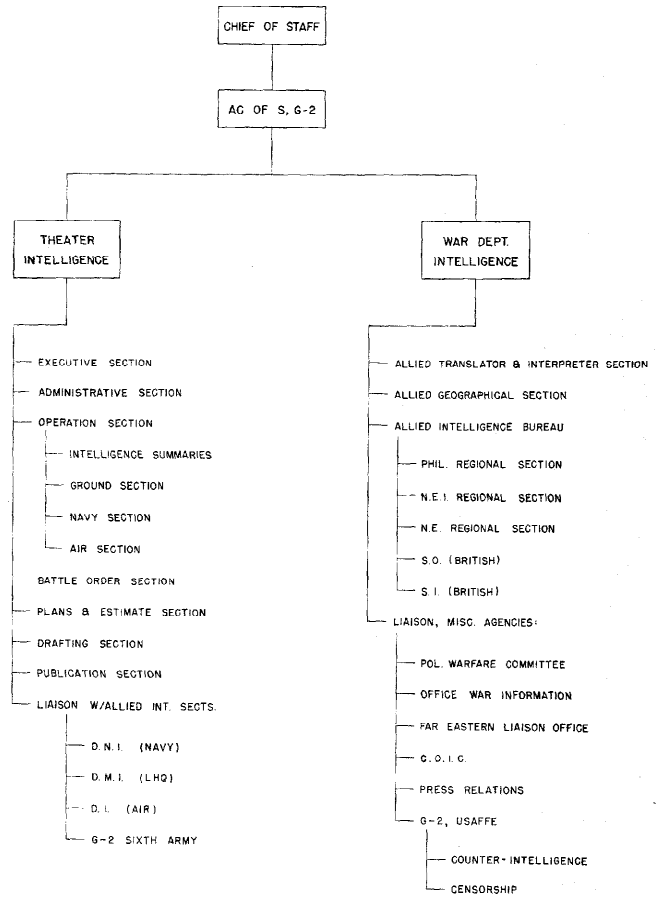 CHIEF OF STAFF
AC OF S, G-2
THEATER
INTELLIGENCE
EXECUTIVE SECTION
ADMINISTRATIVE SECTION
OPERATION SECTION
INTELLIGENCE SUMMARIES
GROUND SECTION
NAVY SECTION
AIR SECTION
BATTLE ORDER SECTION
PLANS & ESTIMATE SECTION
DRAFTING SECTION
PUBLICATION SECTION
LIAISON W/ALLIED INT. SECTS.
D.N.I. (NAVY)
D.M.I. (LHQ)
D.I. (AIR)
G-2 SIXTH ARMY
WAR DEPT.
INTELLIGENCE
ALLIED TRANSLATOR & INTERPRETER SECTION
ALLIED GEOGRAPHICAL SECTION
ALLIED INTELLIGENCE BUREAU
PHIL. REGIONAL SECTION
N.E.I. REGIONAL SECTION
N.E. REGIONAL SECTION
S.O. (BRITISH)
S.I. (BRITISH)
LIAISON, MISC. AGENCIES:
POL. WARFARE COMMITTEE
OFFICE WAR INFORMATION
FAR EASTERN LIAISON OFFICE
C.O.I.C.
PRESS RELATIONS
G-2, USAFFE
COUNTER-INTELLIGENCE
CENSORSHIP